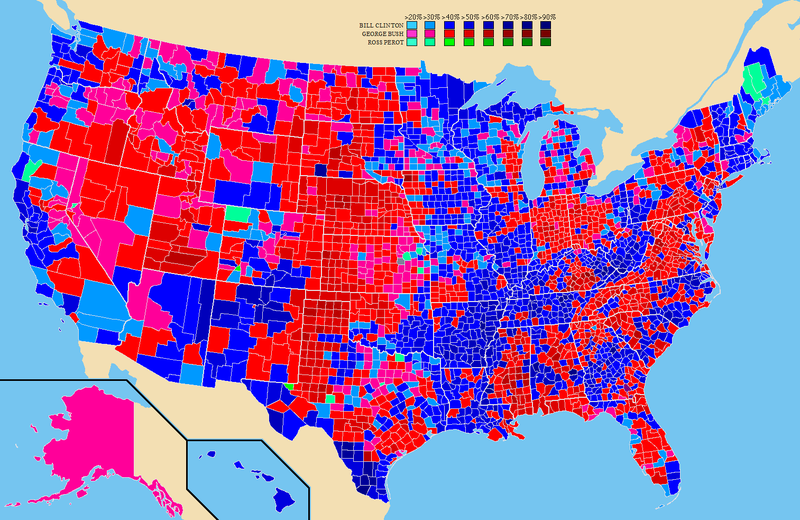 >20% >30% >40% >50% >60% >70% >80% >90%
BILL CLINTON
GEORGE BUSH
ROSS PEROT